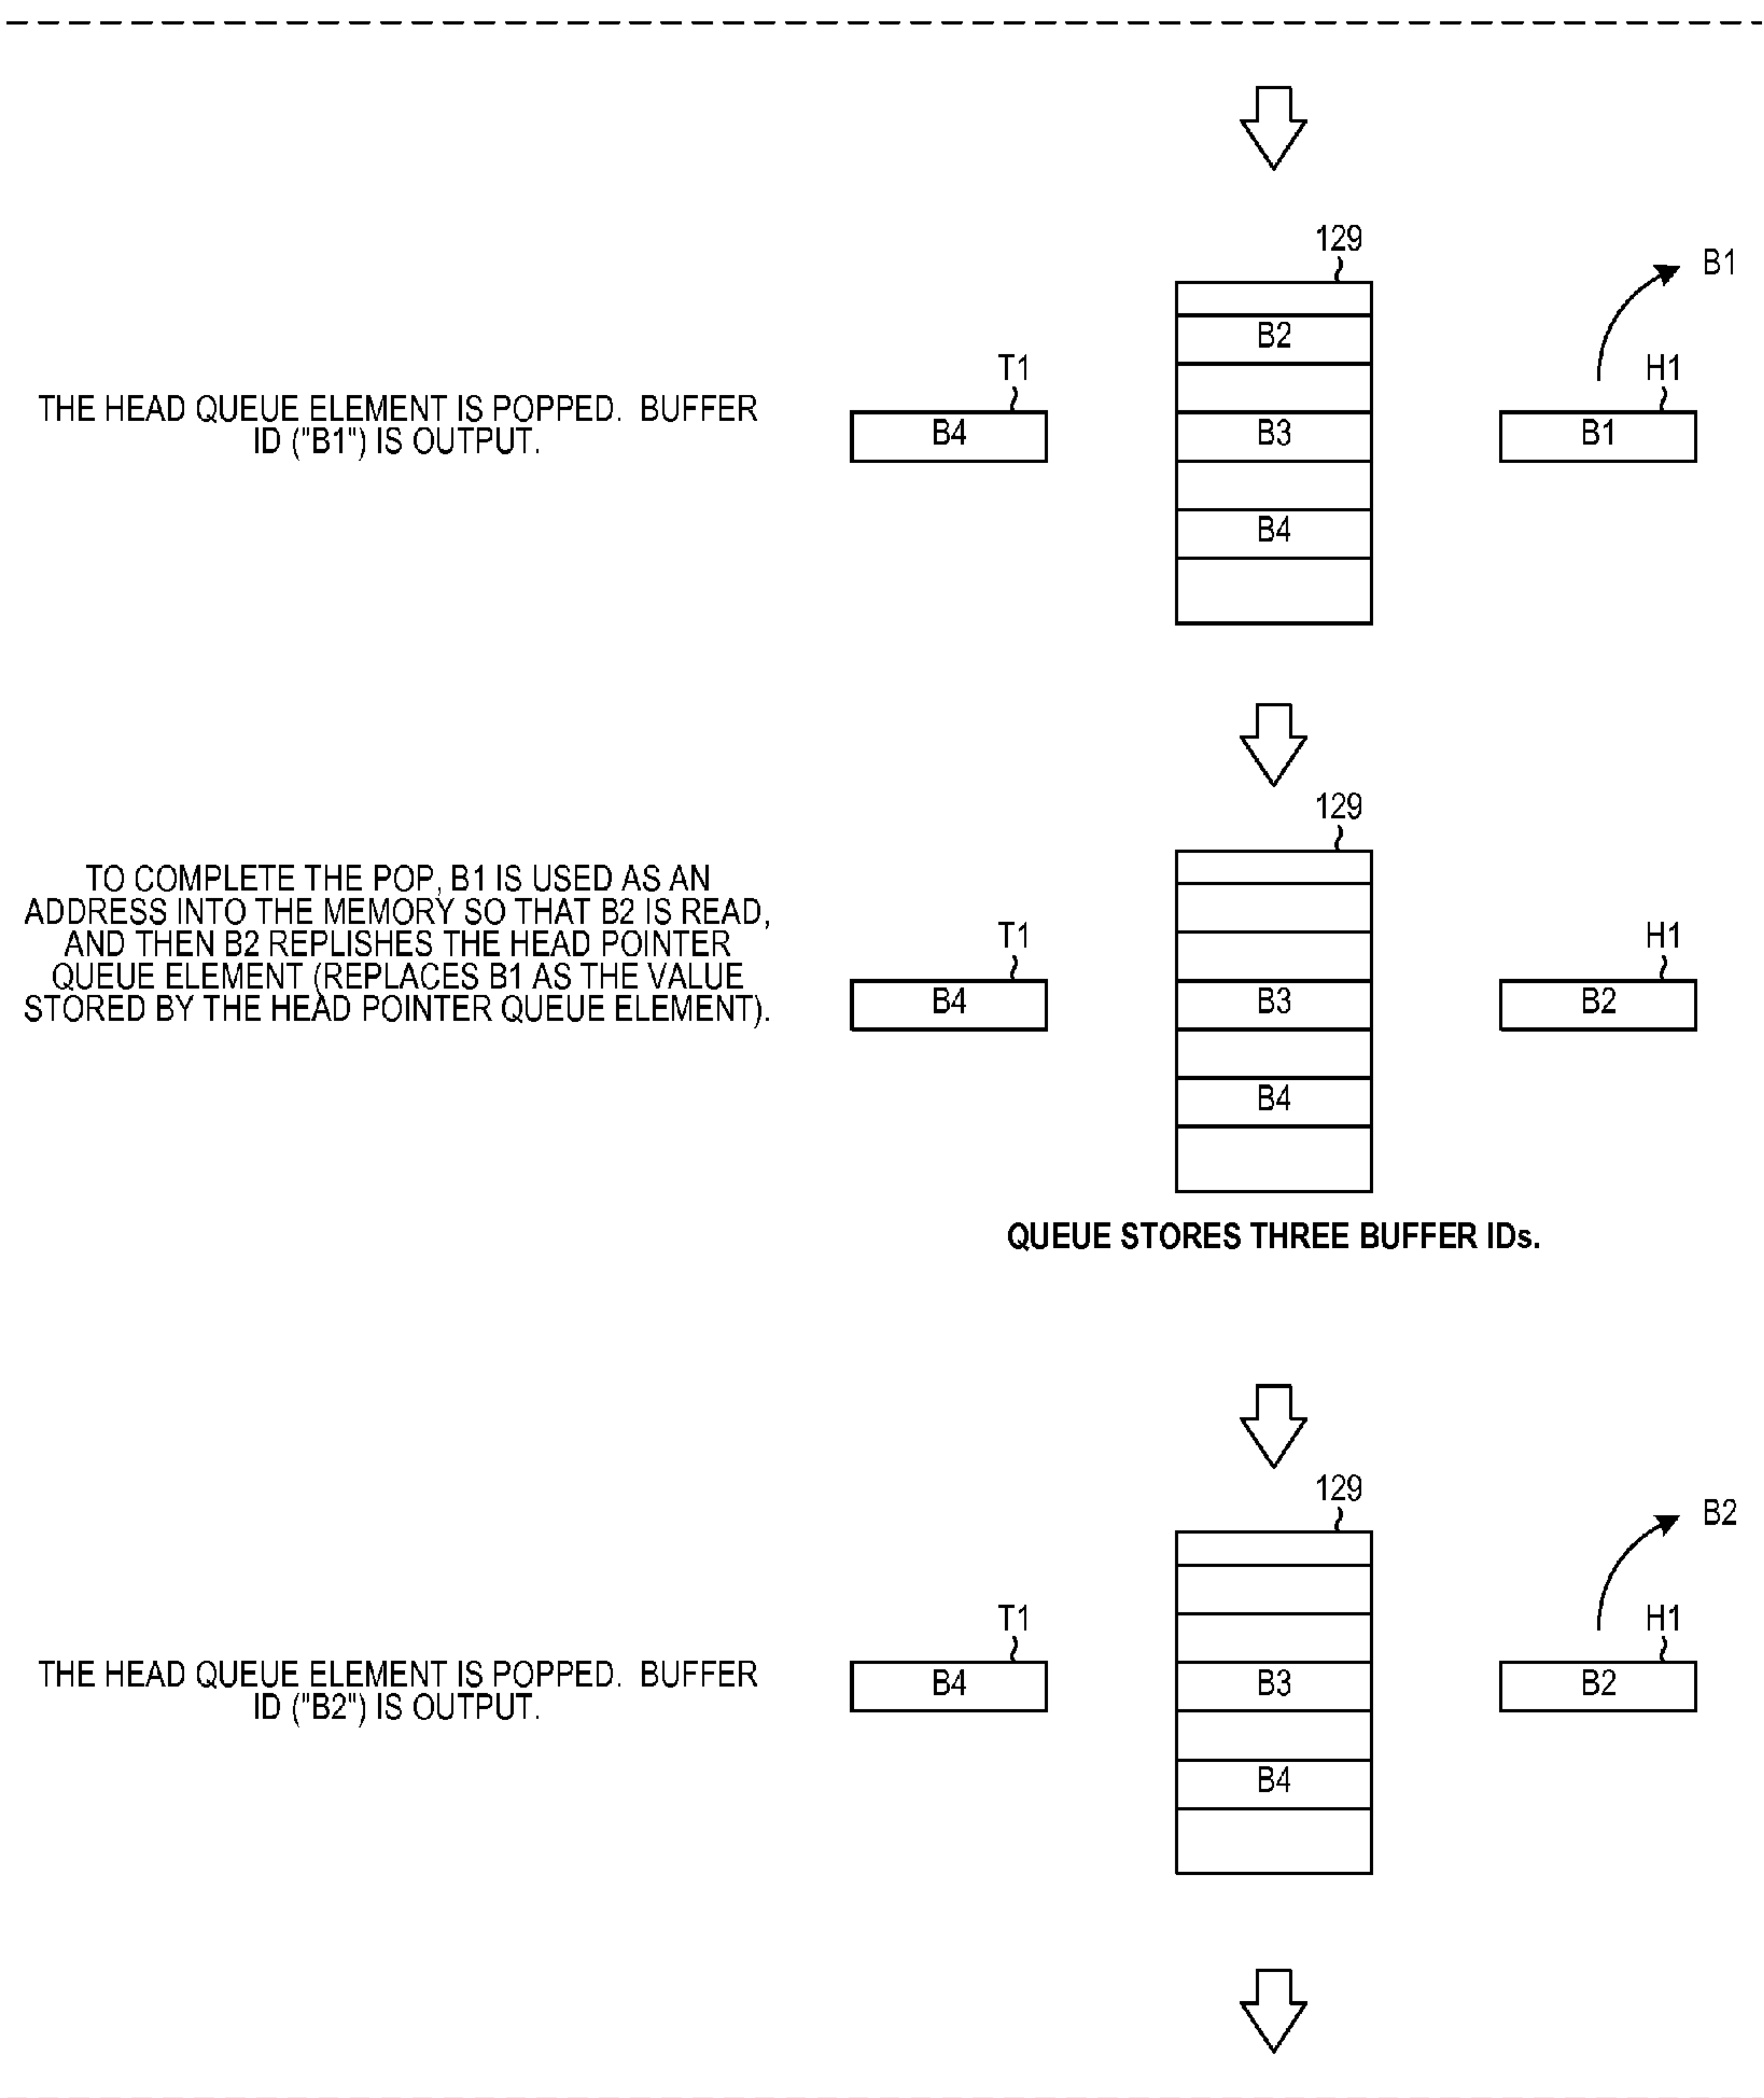 129
B1
B2
T1
H1
THE HEAD QUEUE ELEMENT IS POPPED. BUFFER
ID ("B1") IS OUTPUT.
B4
B3
B1
B4
129
TO COMPLETE THE POP, B1 IS USED AS AN
ADDRESS INTO THE MEMORY SO THAT B2 IS READ,
AND THEN B2 REPLISHES THE HEAD POINTER
QUEUE ELEMENT (REPLACES B1 AS THE VALUE
STORED BY THE HEAD POINTER QUEUE ELEMENT).
T1
H1
B4
B3
B2
B4
QUEUE STORES THREE BUFFER IDs.
129
B2
T1
H1
THE HEAD QUEUE ELEMENT IS POPPED. BUFFER
ID ("B2") IS OUTPUT.
B4
B3
B2
B4